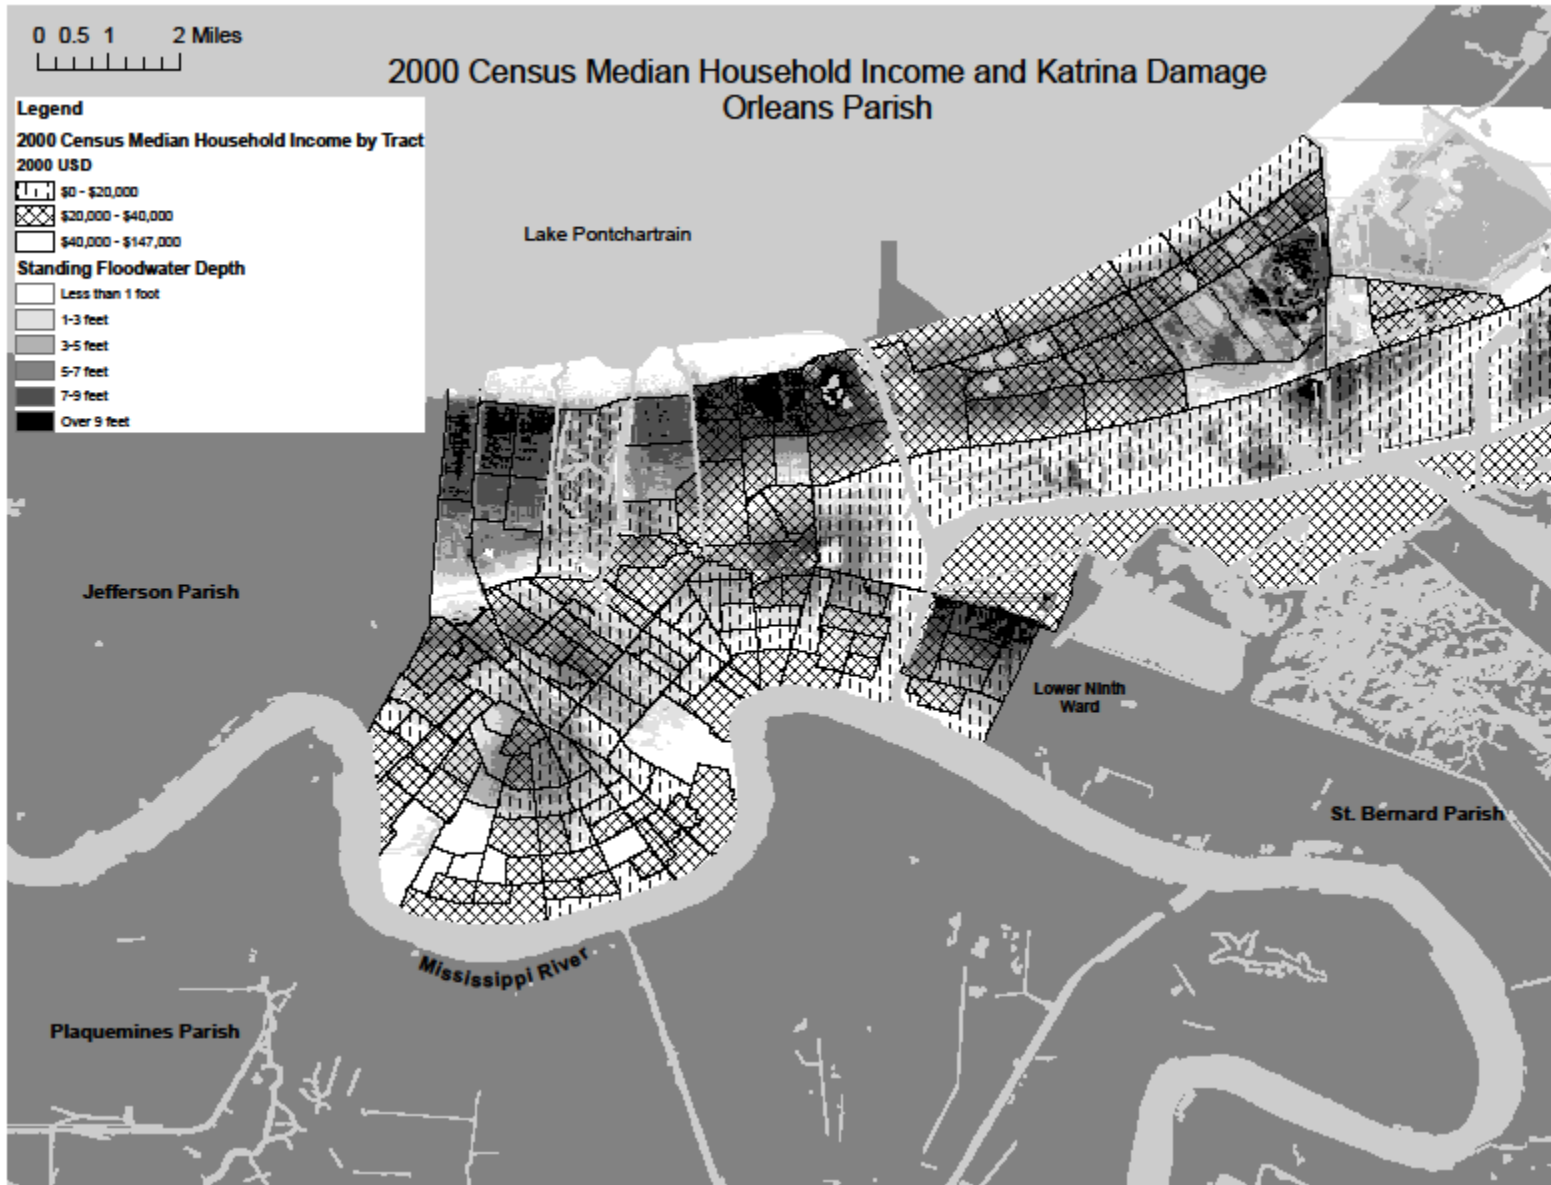 0 0.5 1 2 Miles
2000 Census Median Household Income and Katrina Damage
Orleans Parish
Legend
2000 Census Median Household Income by Tract
2000 USD
$0 - $20,000
$20,000 - $40,000
$40,000 - $147,000
Standing Floodwater Depth
Less than 1 foot
1-3 feet
3-5 feet
5-7 feet
7-9 feet
Over 9 feet
Lake Pontchartrain
Jefferson Parish
Lower Ninth
Ward
St. Bernard Parish
Mississippi River
Plaquemines Parish